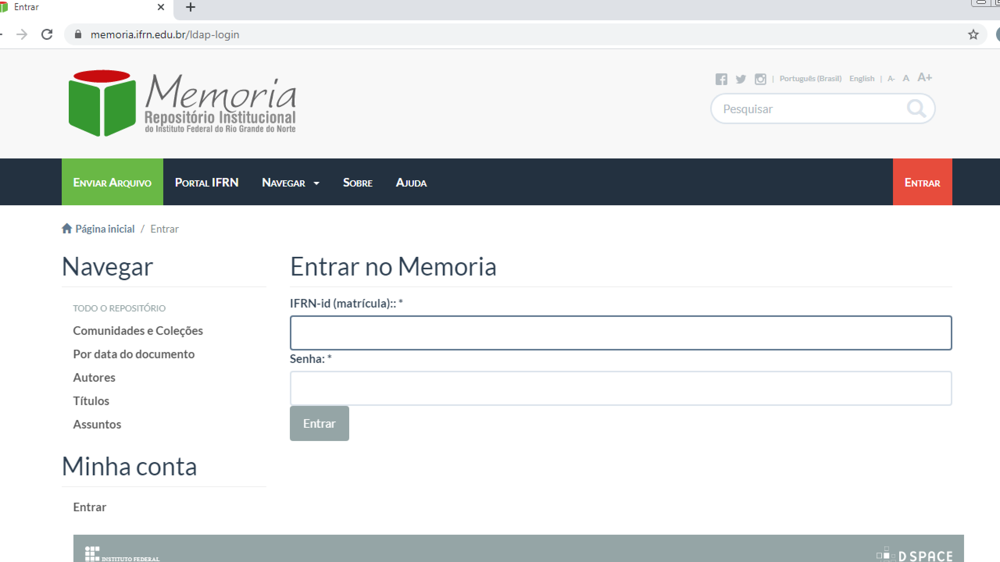 Entrar
memoria.ifrn.edu.br/ldap-login
Memoria
Repositório Institucional
do Instituto Federal do Rio Grande do Norte
| Português (Brasil) English | A- A A+
Pesquisar
ENVIAR ARQUIVO PORTAL IFRN NAVEGAR SOBRE AJUDA ENTRAR
Página inicial / Entrar
Navegar
TODO O REPOSITÓRIO
Comunidades e Coleções
Por data do documento
Autores
Títulos
Assuntos
Minha conta
Entrar
Entrar no Memoria
IFRN-id (matrícula):: *
Senha: *
Entrar
INSTITUTO FEDERAL
DSPACE